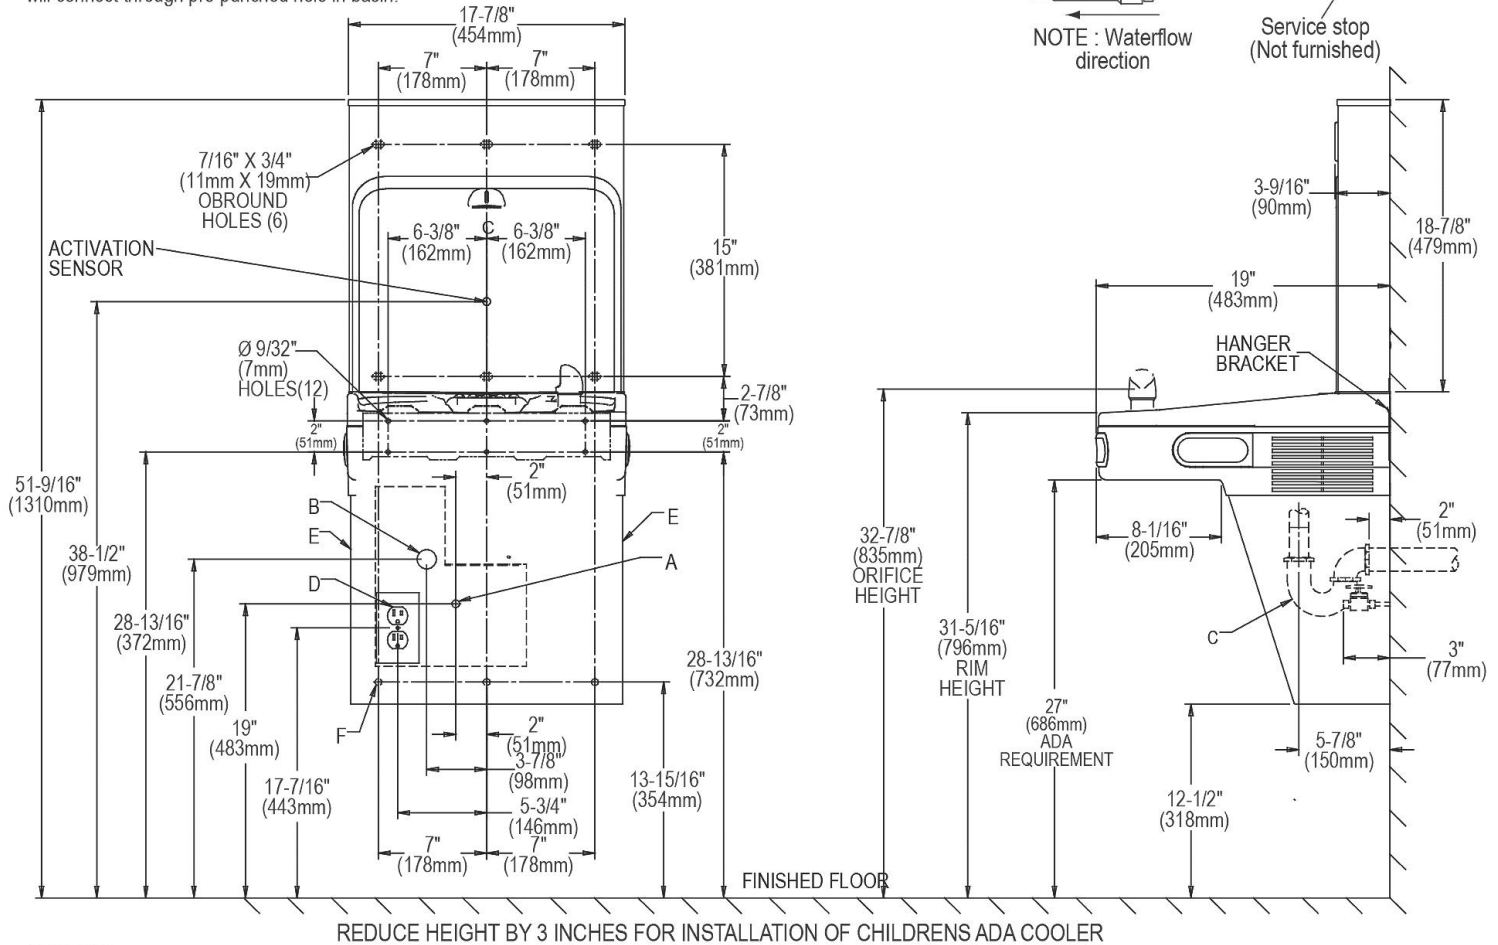 will connect through pre-punched hole in basin.
17-7/8"
(454mm)
7"
(178mm)
7"
(178mm)
NOTE : Waterflow
direction
Service stop
(Not furnished)
7/16" X 3/4"
(11mm X 19mm)
OBROUND
HOLES (6)
ACTIVATION
SENSOR
C
6-3/8"
(162mm)
6-3/8"
(162mm)
15"
(381mm)
3-9/16"
(90mm)
18-7/8"
(479mm)
19"
(483mm)
HANGER
BRACKET
Ø 9/32"
(7mm)
HOLES(12)
2-7/8"
(73mm)
2"
(51mm)
2"
(51mm)
2"
(51mm)
51-9/16"
(1310mm)
38-1/2"
(979mm)
28-13/16"
(372mm)
21-7/8"
(556mm)
19"
(483mm)
17-7/16"
(443mm)
B
E
D
E
A
F
2"
(51mm)
3-7/8"
(98mm)
5-3/4"
(146mm)
7"
(178mm)
7"
(178mm)
28-13/16"
(732mm)
13-15/16"
(354mm)
32-7/8"
(835mm)
ORIFICE
HEIGHT
31-5/16"
(796mm)
RIM
HEIGHT
8-1/16"
(205mm)
27"
(686mm)
ADA
REQUIREMENT
2"
(51mm)
C
3"
(77mm)
5-7/8"
(150mm)
12-1/2"
(318mm)
FINISHED FLOOR
REDUCE HEIGHT BY 3 INCHES FOR INSTALLATION OF CHILDRENS ADA COOLER